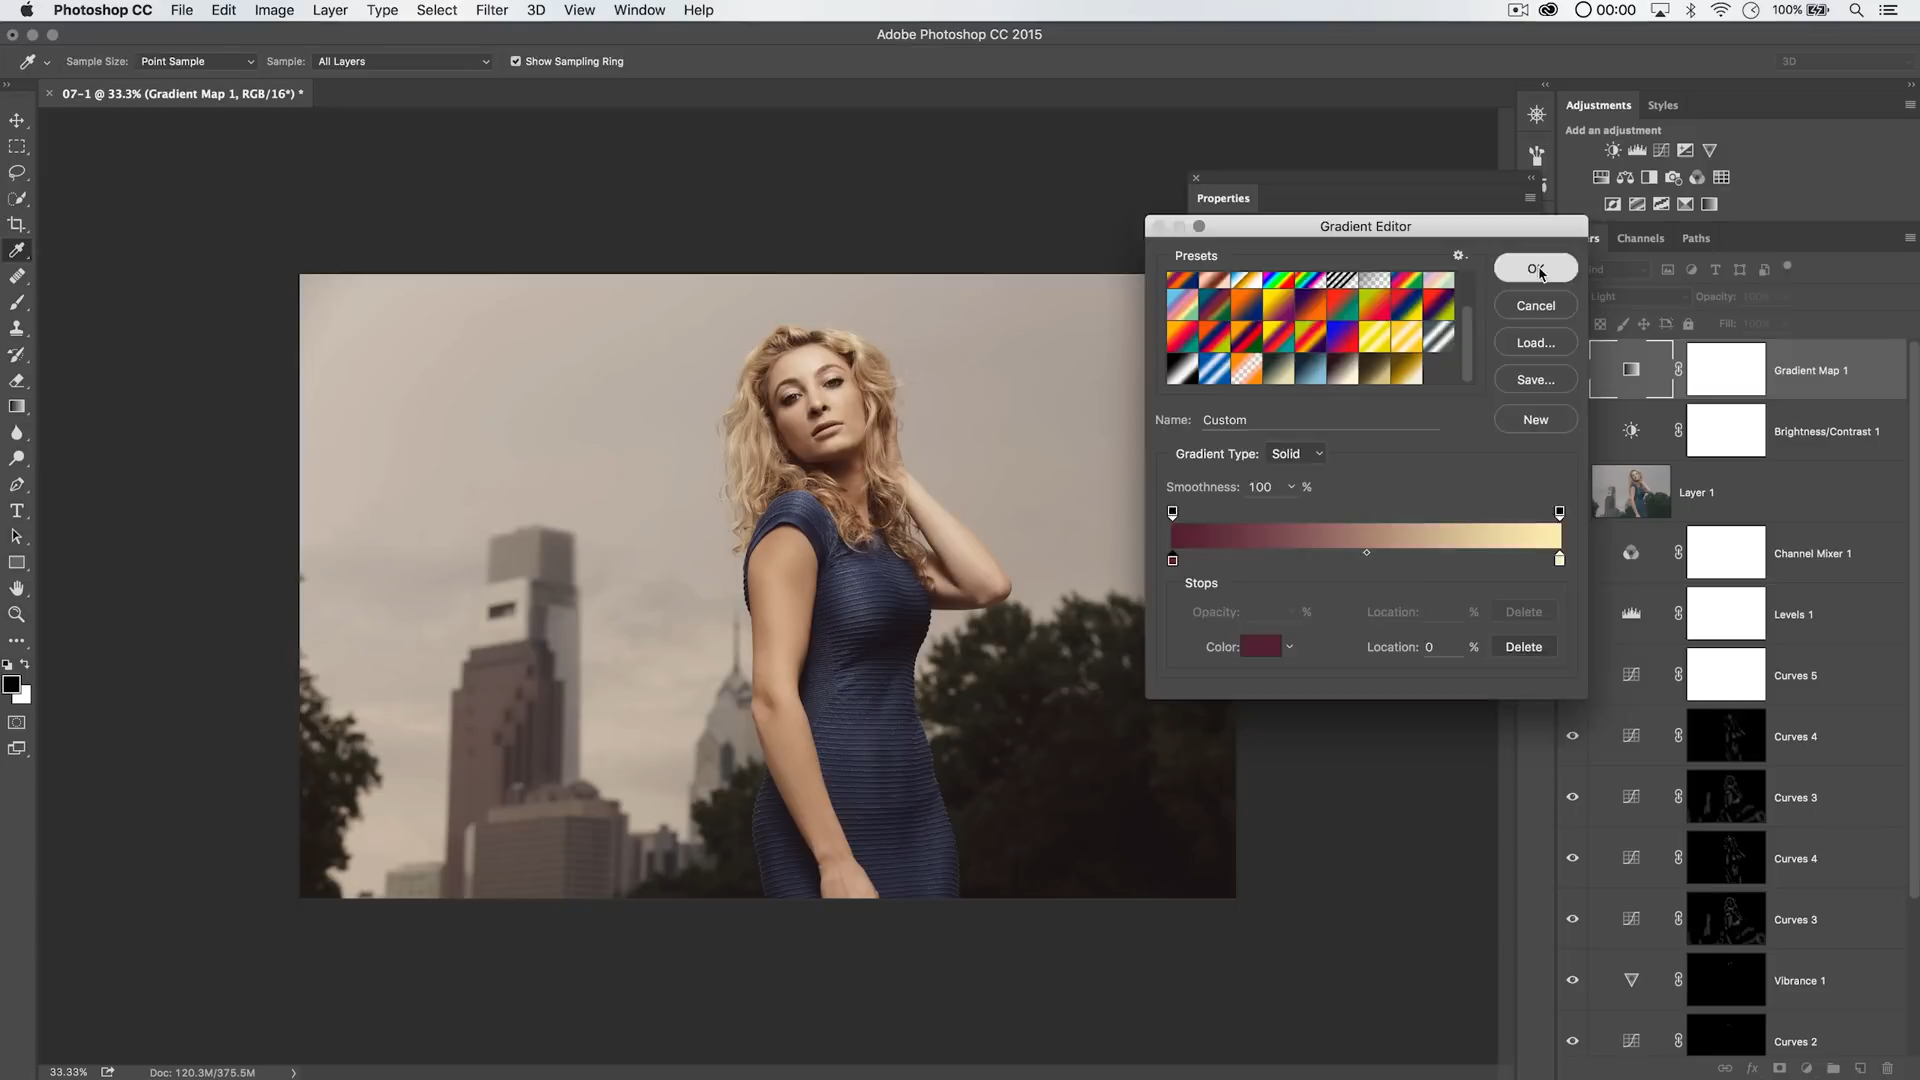 Photoshop CC File Edit Image Layer Type Select Filter 3D View Window Help 00:00 100%
Adobe Photoshop CC 2015
Sample Size: Point Sample Sample: All Layers Show Sampling Ring 3D
07-1 @ 33.3% (Gradient Map 1, RGB/16*) *
Adjustments Styles
Add an adjustment
Properties
Gradient Editor
Presets
OK
Cancel
Load...
Save...
New
Name: Custom
Gradient Type: Solid
Smoothness: 100 %
Stops
Opacity: % Location: % Delete
Color: Location: 0 % Delete
Channels Paths
Light Opacity: 100%
Fill: 100%
Gradient Map 1
Brightness/Contrast 1
Layer 1
Channel Mixer 1
Levels 1
Curves 5
Curves 4
Curves 3
Curves 4
Curves 3
Vibrance 1
Curves 2
33.33% Doc: 120.3M/375.5M